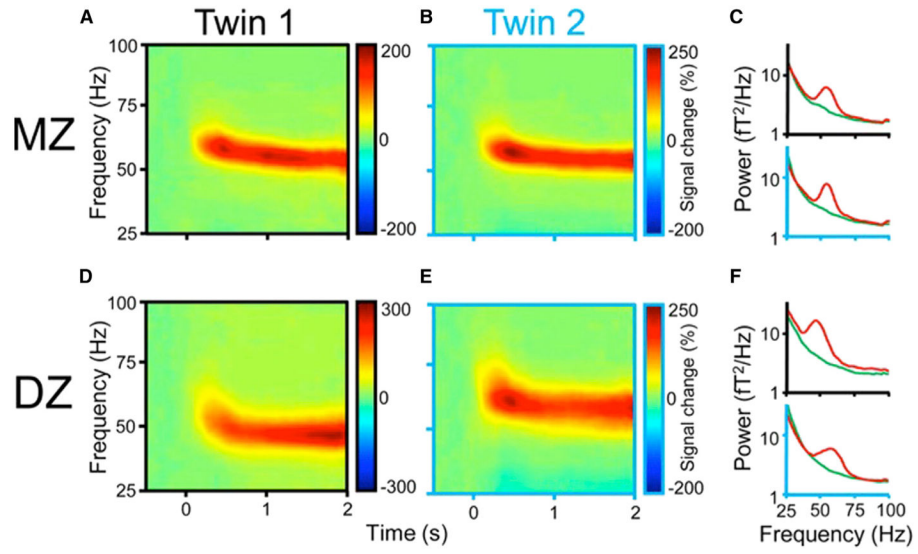 A Twin 1 B Twin 2 C
MZ
Frequency (Hz)
100
75
50
25
200
0
-200
250
0
-200
Signal change (%)
Power (fT²/Hz)
10
1
10
1
D E F
DZ
Frequency (Hz)
100
75
50
25
0 1 2
300
0
-300
0 1 2
250
0
-200
Signal change (%)
Power (fT²/Hz)
10
1
10
1
25 50 75 100
Time (s)
Frequency (Hz)